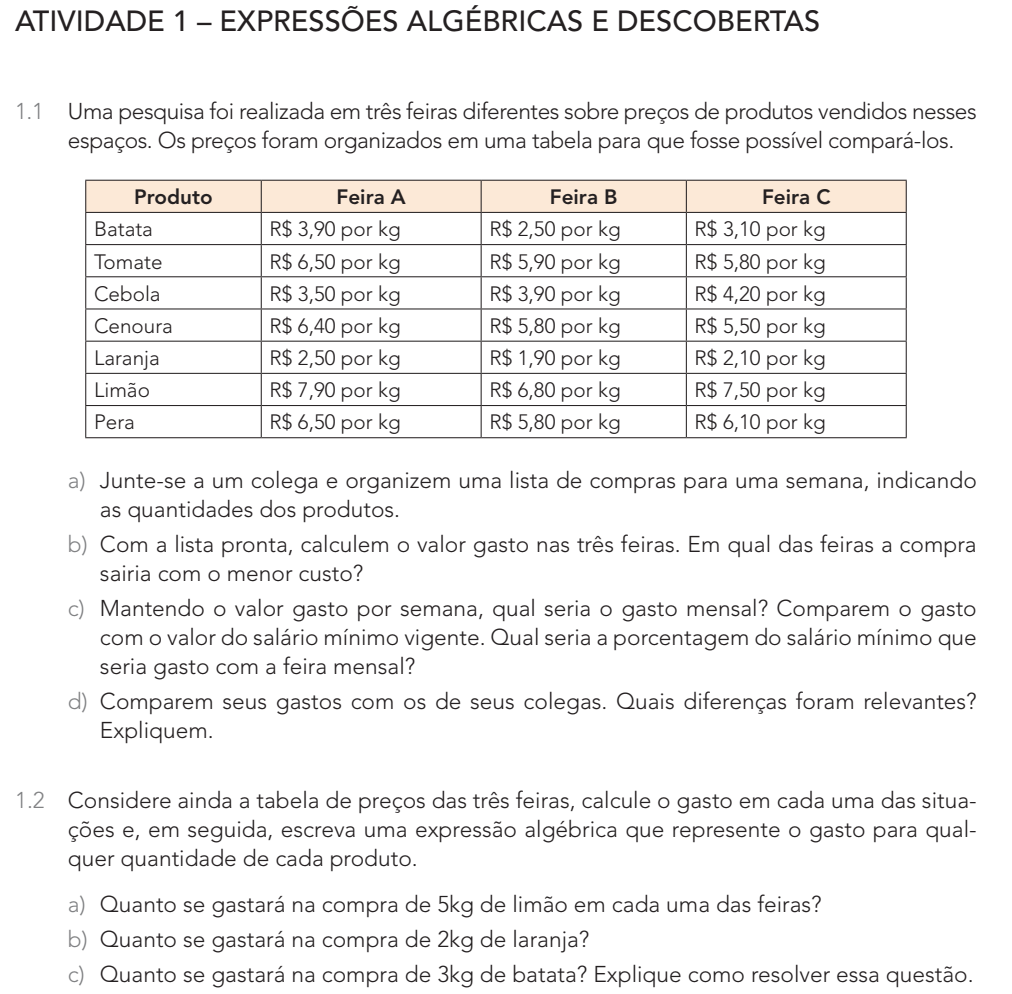 ATIVIDADE 1 – EXPRESSÕES ALGÉBRICAS E DESCOBERTAS
1.1 Uma pesquisa foi realizada em três feiras diferentes sobre preços de produtos vendidos nesses
espaços. Os preços foram organizados em uma tabela para que fosse possível compará-los.
Produto Feira A Feira B Feira C
Batata R$ 3,90 por kg R$ 2,50 por kg R$ 3,10 por kg
Tomate R$ 6,50 por kg R$ 5,90 por kg R$ 5,80 por kg
Cebola R$ 3,50 por kg R$ 3,90 por kg R$ 4,20 por kg
Cenoura R$ 6,40 por kg R$ 5,80 por kg R$ 5,50 por kg
Laranja R$ 2,50 por kg R$ 1,90 por kg R$ 2,10 por kg
Limão R$ 7,90 por kg R$ 6,80 por kg R$ 7,50 por kg
Pera R$ 6,50 por kg R$ 5,80 por kg R$ 6,10 por kg
a) Junte-se a um colega e organizem uma lista de compras para uma semana, indicando
as quantidades dos produtos.
b) Com a lista pronta, calculem o valor gasto nas três feiras. Em qual das feiras a compra
sairia com o menor custo?
c) Mantendo o valor gasto por semana, qual seria o gasto mensal? Comparem o gasto
com o valor do salário mínimo vigente. Qual seria a porcentagem do salário mínimo que
seria gasto com a feira mensal?
d) Comparem seus gastos com os de seus colegas. Quais diferenças foram relevantes?
Expliquem.
1.2 Considere ainda a tabela de preços das três feiras, calcule o gasto em cada uma das situa-
ções e, em seguida, escreva uma expressão algébrica que represente o gasto para qual-
quer quantidade de cada produto.
a) Quanto se gastará na compra de 5kg de limão em cada uma das feiras?
b) Quanto se gastará na compra de 2kg de laranja?
c) Quanto se gastará na compra de 3kg de batata? Explique como resolver essa questão.